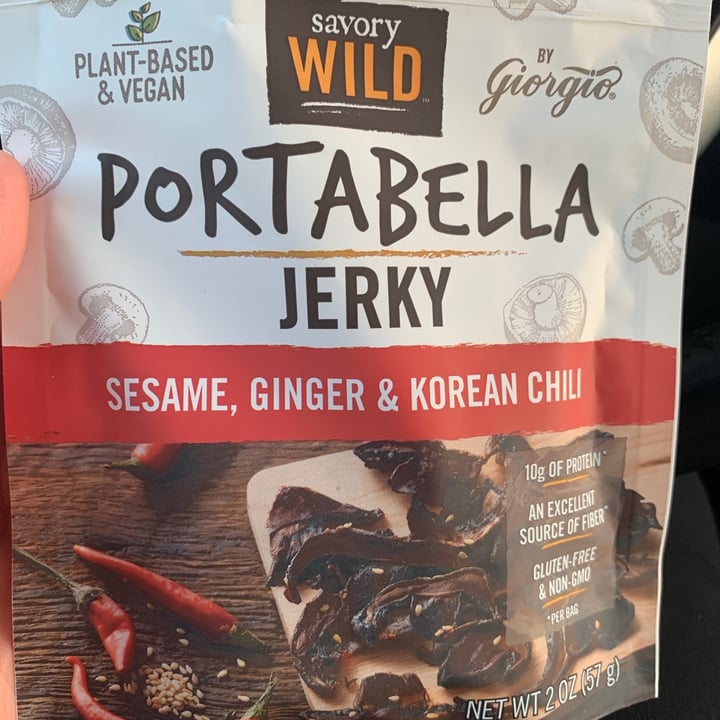 PLANT-BASED
& VEGAN
savory
WILD™
BY
Giorgio®
PORTABELLA
JERKY
SESAME, GINGER & KOREAN CHILI
10g OF PROTEIN*
AN EXCELLENT
SOURCE OF FIBER*
GLUTEN-FREE
& NON-GMO
*PER BAG
NET WT 2 OZ (57 g)